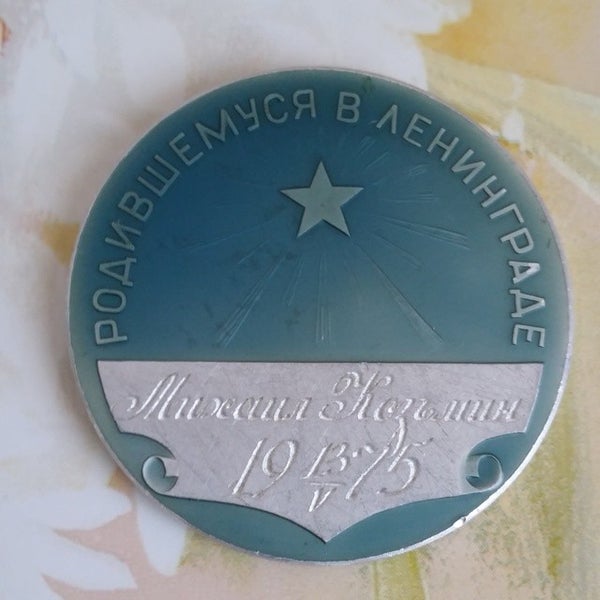 РОДИВШЕМУСЯ В ЛЕНИНГРАДЕ
Михаил Козьмин
19 13/V 75